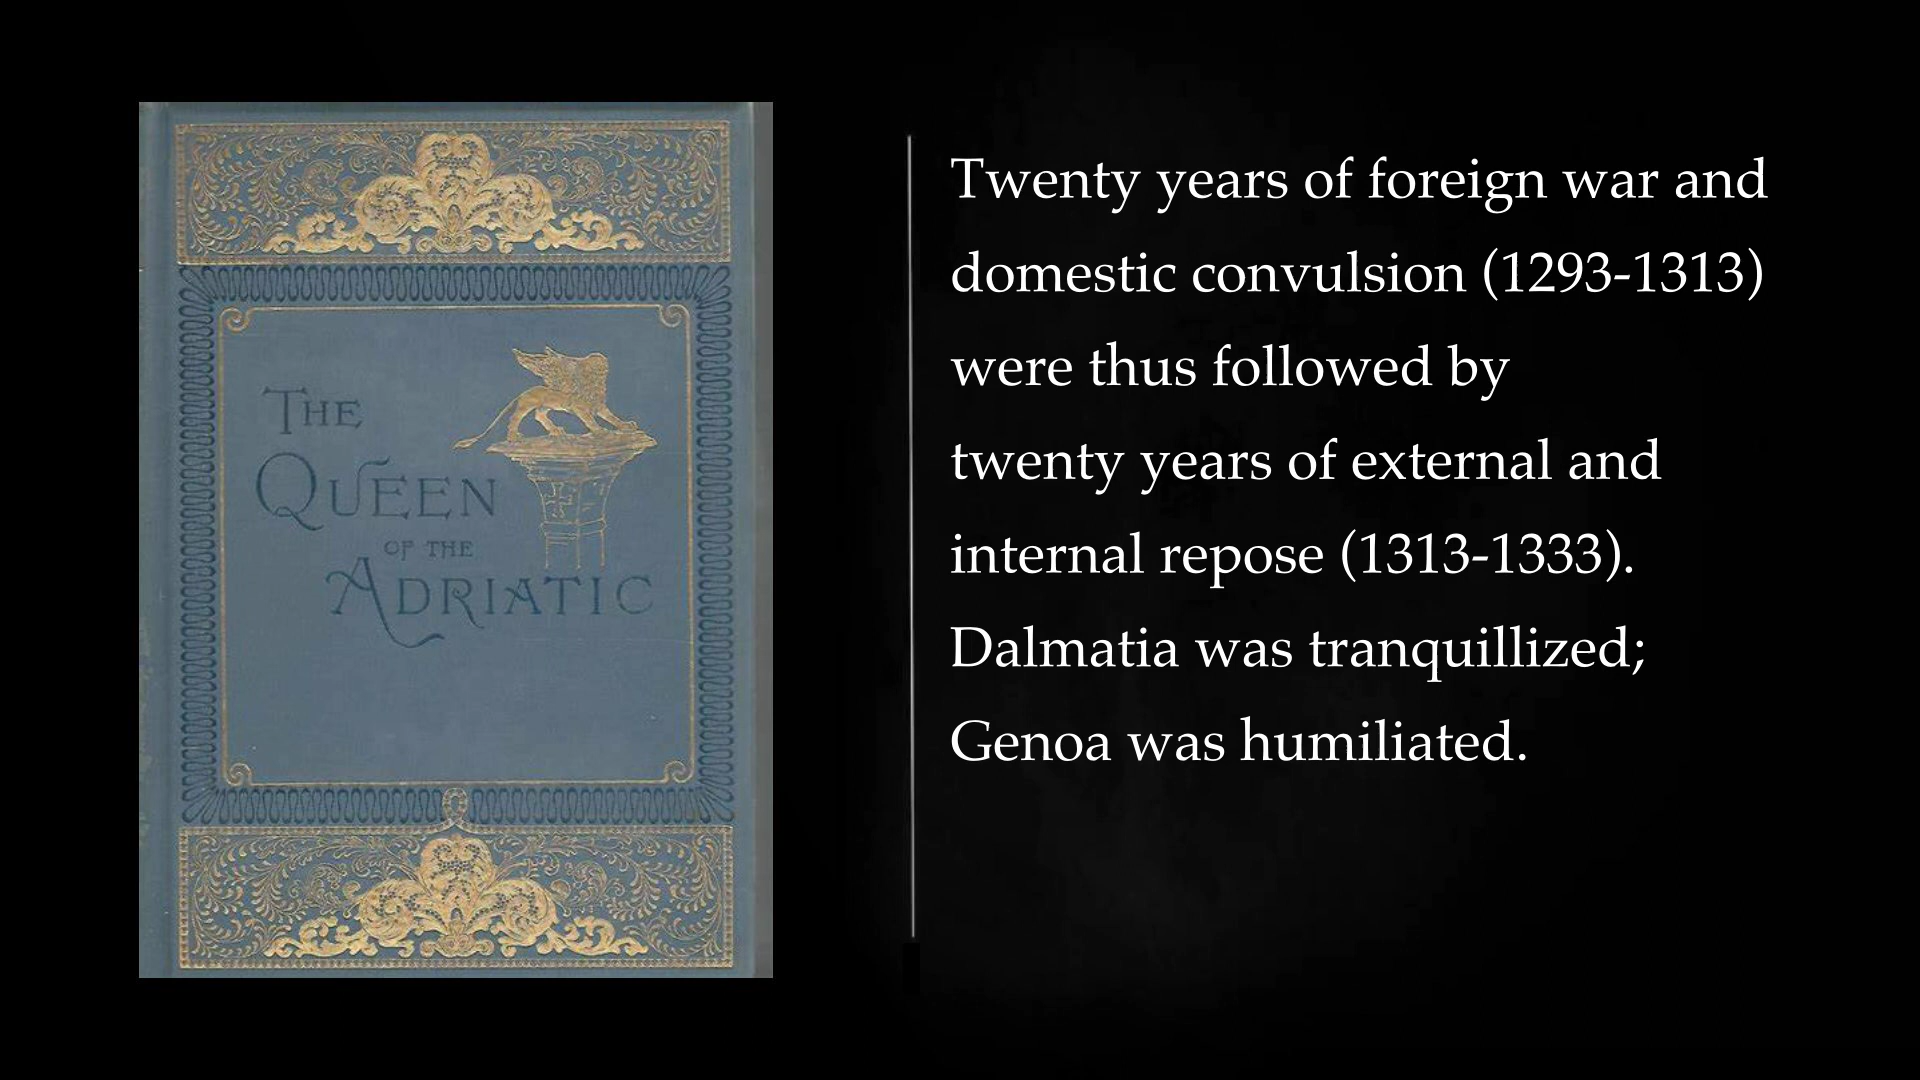 THE
QUEEN
OF THE
ADRIATIC
Twenty years of foreign war and
domestic convulsion (1293-1313)
were thus followed by
twenty years of external and
internal repose (1313-1333).
Dalmatia was tranquillized;
Genoa was humiliated.